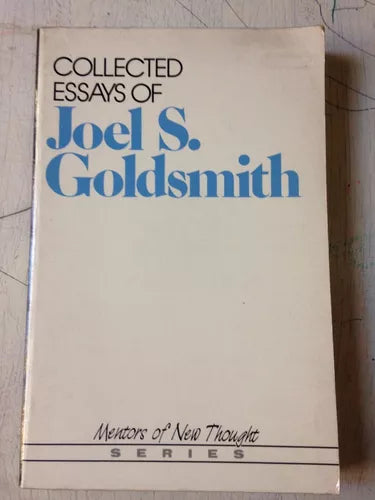 COLLECTED
ESSAYS OF
Joel S.
Goldsmith
Mentors of New Thought
SERIES